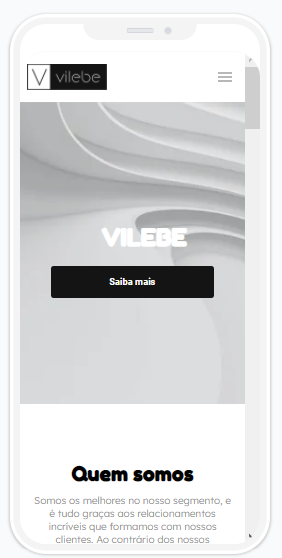 vilebe
VILEBE
Saiba mais
Quem somos
Somos os melhores no nosso segmento, e
é tudo graças aos relacionamentos
incríveis que formamos com nossos
clientes. Ao contrário dos nossos